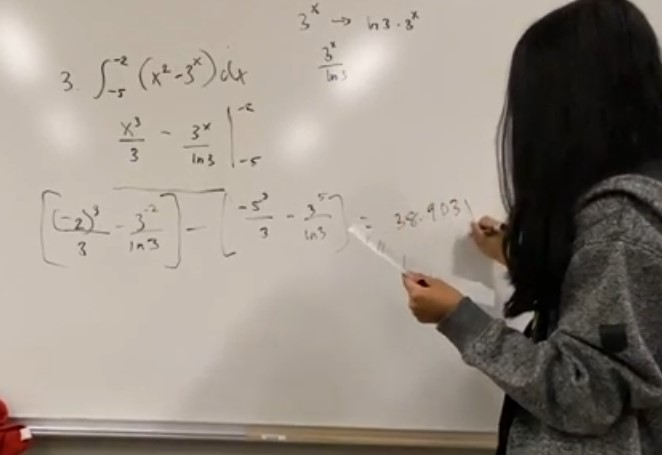 3^x → ln3·3^x
3^x/ln3
3. ∫_{-5}^{-2} (x² - 3^x) dx
x³/3 - 3^x/ln3 |_{-5}^{-2}
[(-2)³/3 - 3^{-2}/ln3] - [-5³/3 - 3^{5}/ln3] = 38.9031